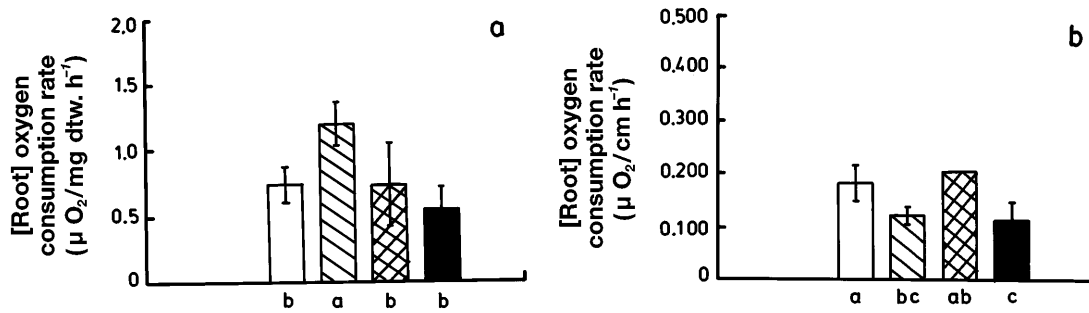 [Root] oxygen
consumption rate
(μ O₂/mg dtw. h⁻¹)
2,0
1.5
1.0
0.5
0
a
b a b b
[Root] oxygen
consumption rate
(μ O₂/cm h⁻¹)
0,500
0,400
0.300
0.200
0.100
0
b
a bc ab c